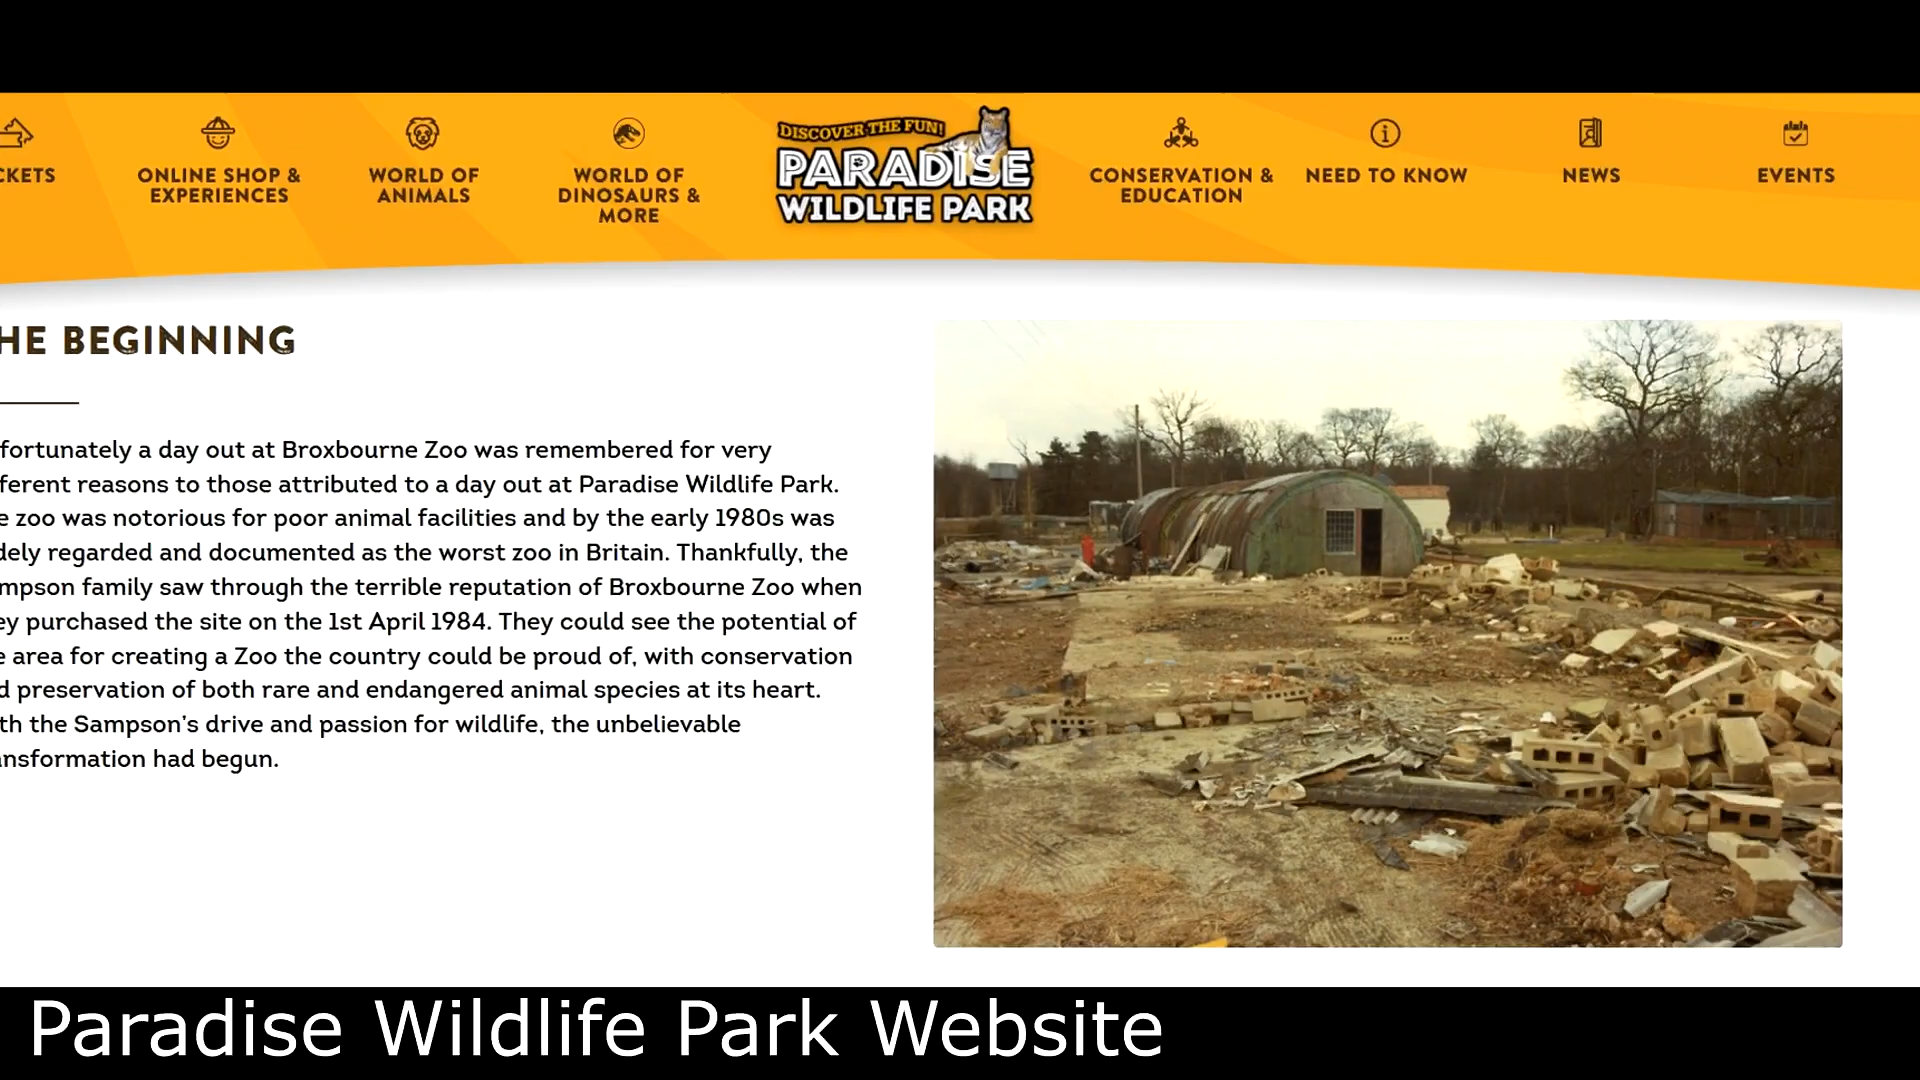 CKETS
ONLINE SHOP &
EXPERIENCES
WORLD OF
ANIMALS
WORLD OF
DINOSAURS &
MORE
DISCOVER THE FUN!
PARADISE
WILDLIFE PARK
CONSERVATION &
EDUCATION
NEED TO KNOW
NEWS
EVENTS
HE BEGINNING
fortunately a day out at Broxbourne Zoo was remembered for very
fferent reasons to those attributed to a day out at Paradise Wildlife Park.
e zoo was notorious for poor animal facilities and by the early 1980s was
dely regarded and documented as the worst zoo in Britain. Thankfully, the
mpson family saw through the terrible reputation of Broxbourne Zoo when
ey purchased the site on the 1st April 1984. They could see the potential of
e area for creating a Zoo the country could be proud of, with conservation
d preservation of both rare and endangered animal species at its heart.
th the Sampson's drive and passion for wildlife, the unbelievable
ansformation had begun.
Paradise Wildlife Park Website